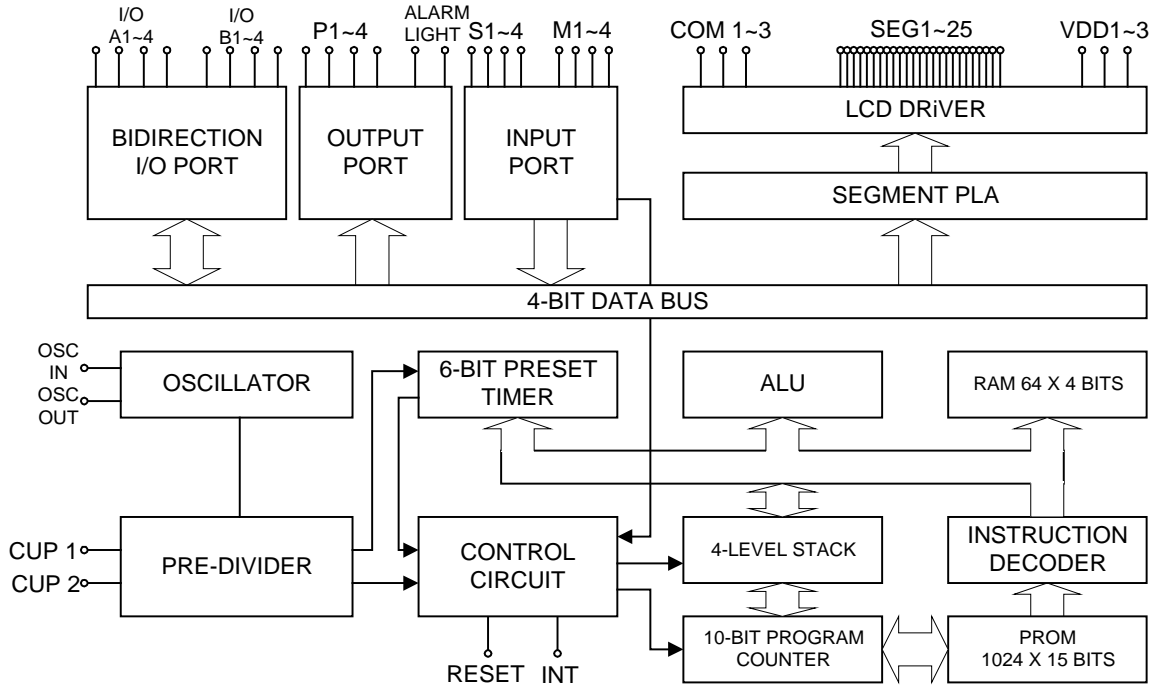 I/O
A1~4
I/O
B1~4
P1~4
ALARM
LIGHT
S1~4
M1~4
COM 1~3
SEG1~25
VDD1~3
BIDIRECTION
I/O PORT
OUTPUT
PORT
INPUT
PORT
LCD DRiVER
SEGMENT PLA
4-BIT DATA BUS
OSC
IN
OSC
OUT
OSCILLATOR
6-BIT PRESET
TIMER
ALU
RAM 64 X 4 BITS
CUP 1
CUP 2
PRE-DIVIDER
CONTROL
CIRCUIT
4-LEVEL STACK
INSTRUCTION
DECODER
10-BIT PROGRAM
COUNTER
PROM
1024 X 15 BITS
RESET
INT